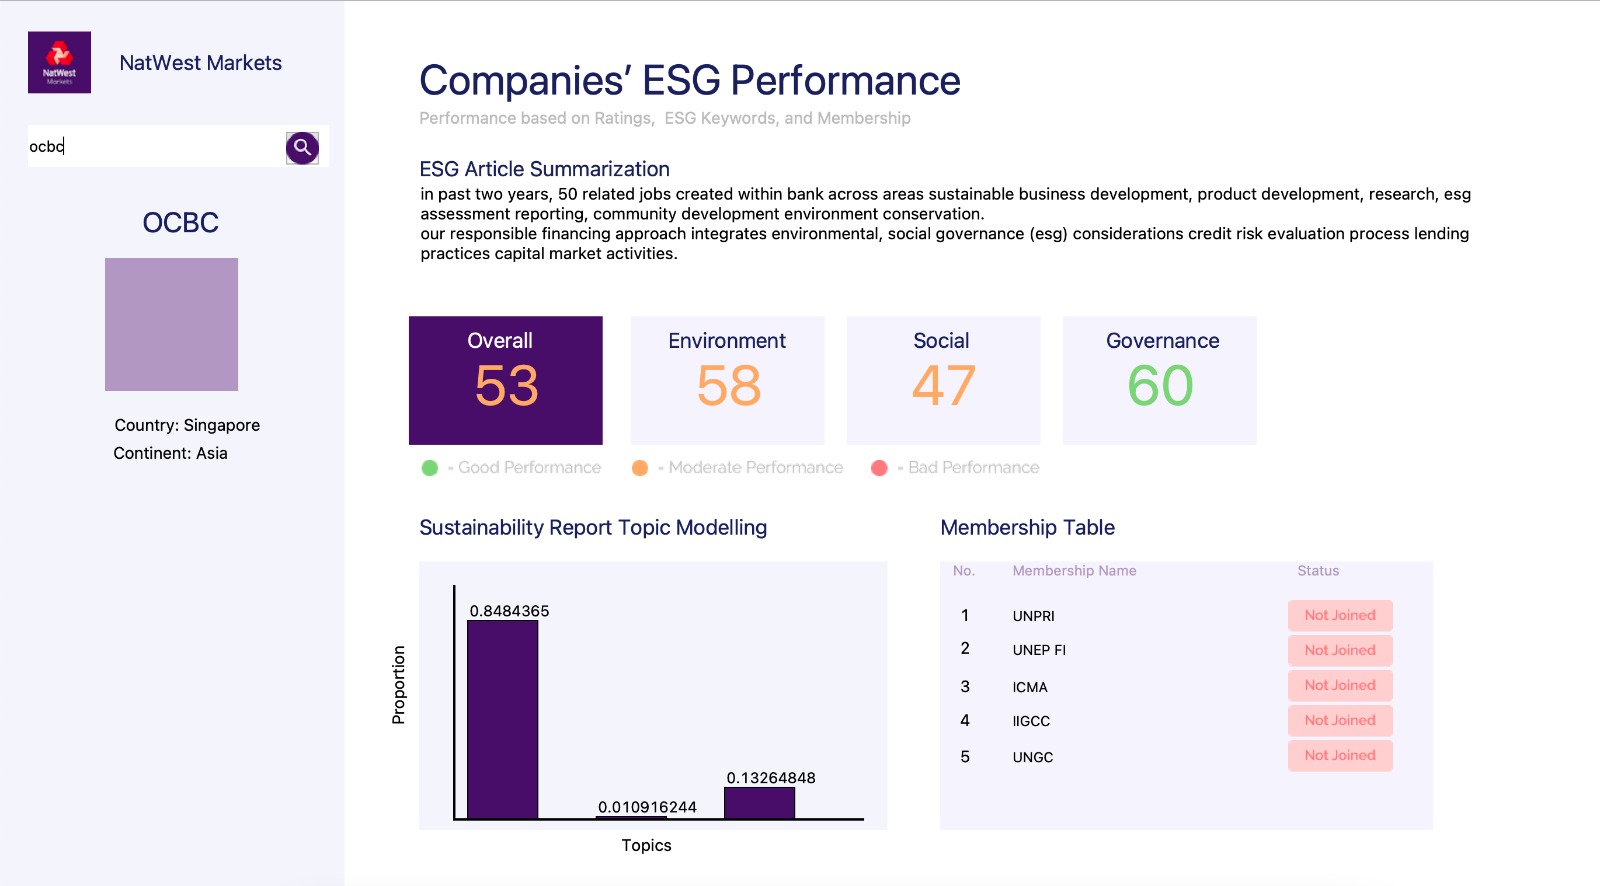 NatWest
Markets
NatWest Markets
ocbc
OCBC
Country: Singapore
Continent: Asia
Companies’ ESG Performance
Performance based on Ratings, ESG Keywords, and Membership
ESG Article Summarization
in past two years, 50 related jobs created within bank across areas sustainable business development, product development, research, esg
assessment reporting, community development environment conservation.
our responsible financing approach integrates environmental, social governance (esg) considerations credit risk evaluation process lending
practices capital market activities.
Overall
53
Environment
58
Social
47
Governance
60
= Good Performance
= Moderate Performance
= Bad Performance
Sustainability Report Topic Modelling
Proportion
0.8484365
0.010916244
0.13264848
Topics
Membership Table
No. Membership Name Status
1 UNPRI Not Joined
2 UNEP FI Not Joined
3 ICMA Not Joined
4 IIGCC Not Joined
5 UNGC Not Joined